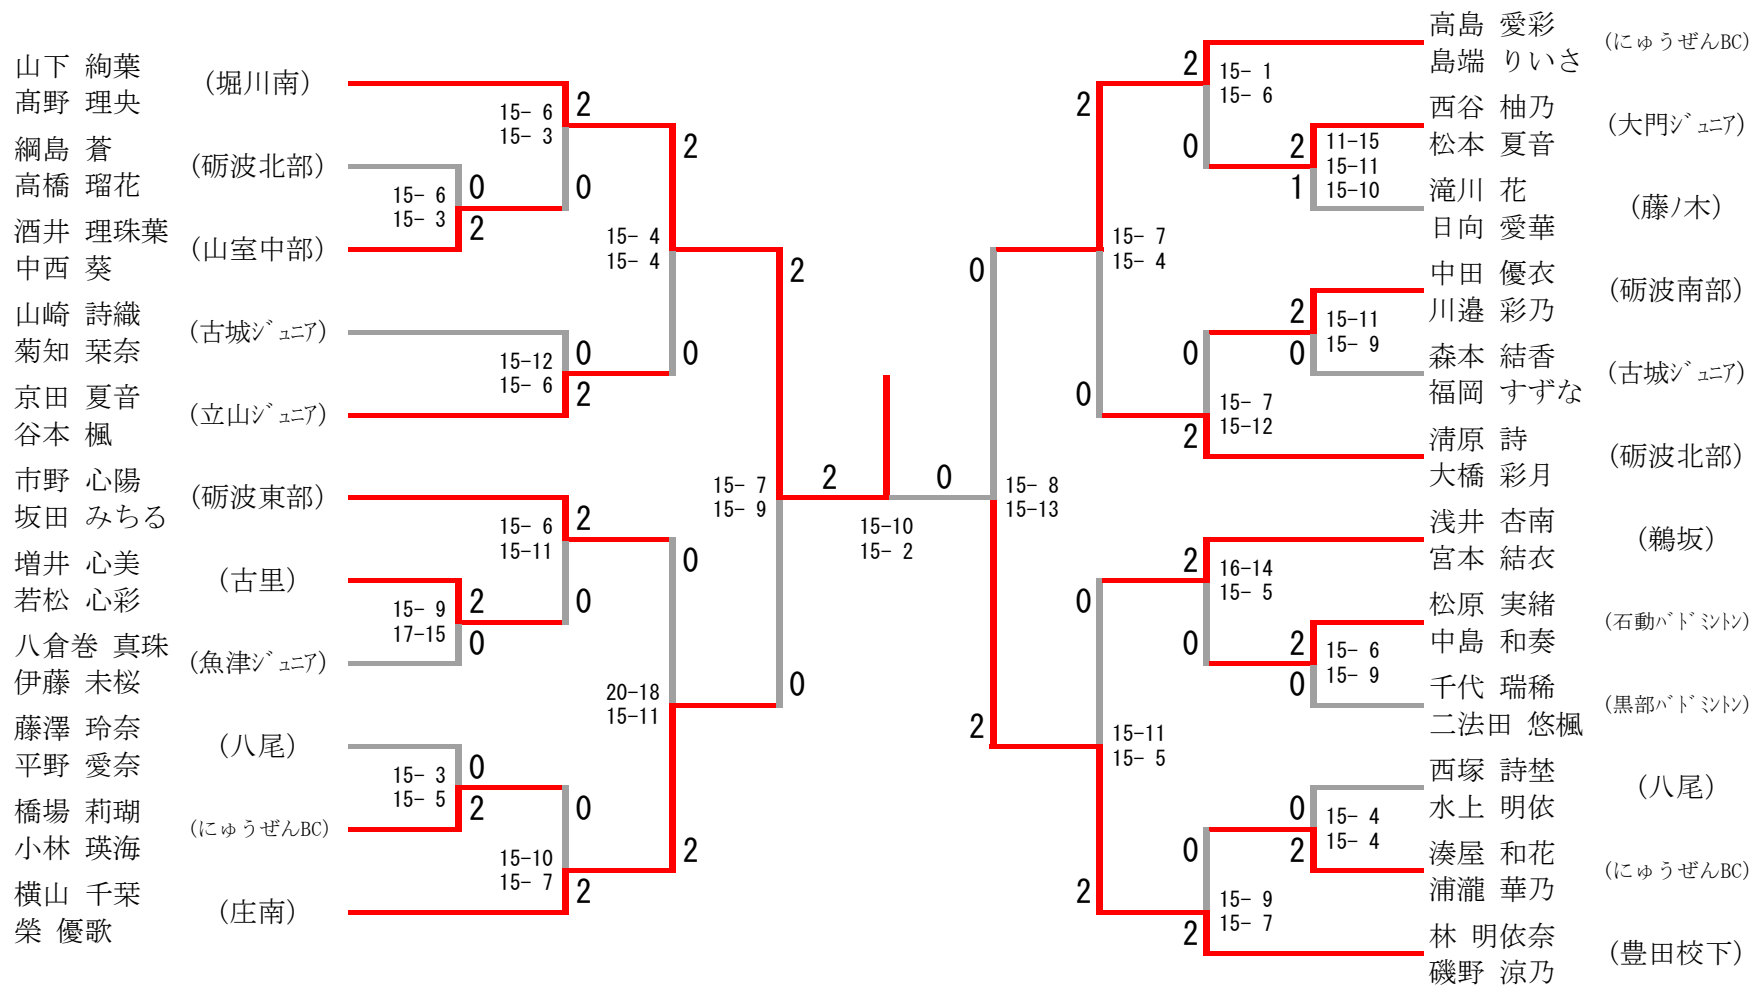 山下 絢葉
髙野 理央
(堀川南)
綱島 蒼
高橋 瑠花
(砺波北部)
酒井 理珠葉
中西 葵
(山室中部)
山崎 詩織
菊知 栞奈
(古城ジュニア)
京田 夏音
谷本 楓
(立山ジュニア)
市野 心陽
坂田 みちる
(砺波東部)
増井 心美
若松 心彩
(古里)
八倉巻 真珠
伊藤 未桜
(魚津ジュニア)
藤澤 玲奈
平野 愛奈
(八尾)
橋場 莉瑚
小林 瑛海
(にゅうぜんBC)
横山 千栞
榮 優歌
(庄南)
15- 6
15- 3
2
0
15- 6
15- 3
0
2
15-12
15- 6
0
2
15- 4
15- 4
2
0
15- 6
15-11
2
0
15- 9
17-15
2
0
15- 3
15- 5
0
2
15-10
15- 7
0
2
20-18
15-11
0
2
15- 7
15- 9
2
0
2
0
15-10
15- 2
15- 8
15-13
0
2
15- 7
15- 4
2
0
15- 1
15- 6
2
0
11-15
15-11
15-10
2
1
15-11
15- 9
2
0
15- 7
15-12
0
2
15-11
15- 5
0
2
16-14
15- 5
2
0
15- 6
15- 9
2
0
15- 4
15- 4
0
2
15- 9
15- 7
0
2
高島 愛彩
島端 りいさ
(にゅうぜんBC)
西谷 柚乃
松本 夏音
(大門ジュニア)
滝川 花
日向 愛華
(藤ノ木)
中田 優衣
川邉 彩乃
(砺波南部)
森本 結香
福岡 すずな
(古城ジュニア)
清原 詩
大橋 彩月
(砺波北部)
浅井 杏南
宮本 結衣
(鵜坂)
松原 実緒
中島 和奏
(石動バドミントン)
千代 瑞稀
二法田 悠楓
(黒部バドミントン)
西塚 詩埜
水上 明依
(八尾)
湊屋 和花
浦瀧 華乃
(にゅうぜんBC)
林 明依奈
磯野 涼乃
(豊田校下)